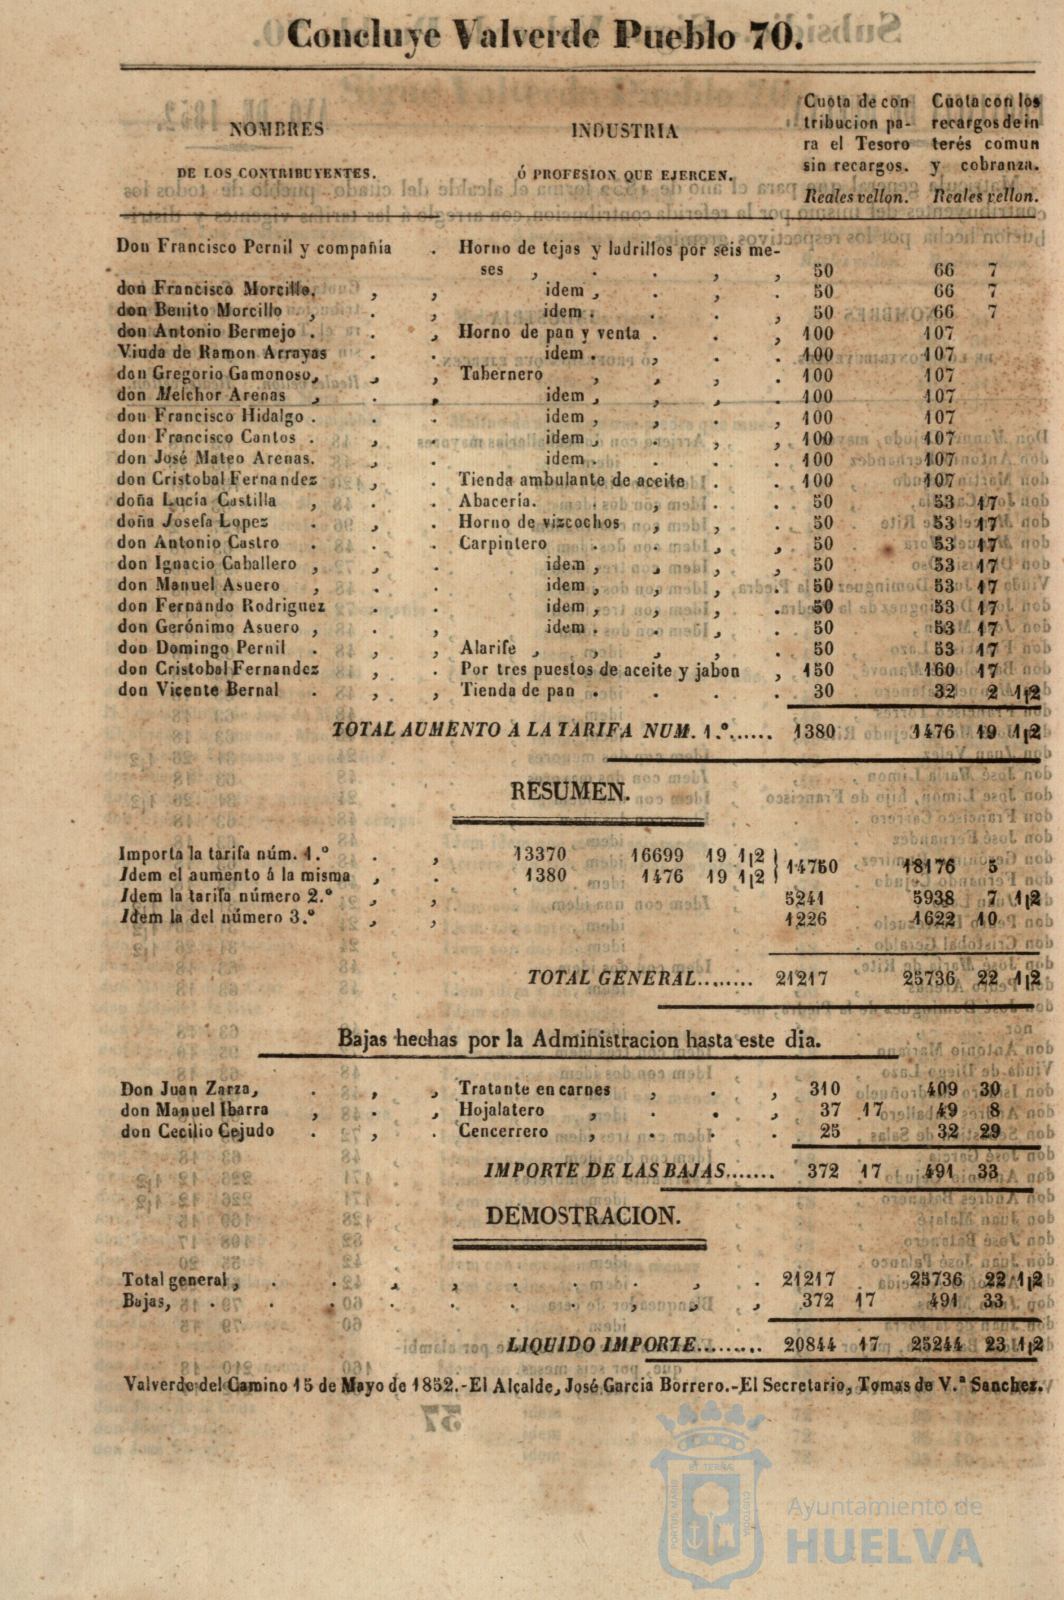 Concluye Valverde Pueblo 70.
NOMBRES
DE LOS CONTRIBUYENTES.
INDUSTRIA
Ó PROFESION QUE EJERCEN.
Cuota de con
tribucion pa-
ra el Tesoro
sin recargos.
Reales vellon.
Cuota con los
recargos de in
terés comun
y cobranza.
Reales vellon.
Don Francisco Pernil y compañia . Horno de tejas y ladrillos por seis me-
ses , . . , , 50 66 7
don Francisco Morcillo, , , idem , . , . 50 66 7
don Benito Morcillo , . , idem . . . , 50 66 7
don Antonio Bermejo . . , Horno de pan y venta . . , 100 107
Viuda de Ramon Arrayas . . idem . , . . 100 107
don Gregorio Gamonoso, , , Tabernero , , , . 100 107
don Melchor Arenas , . , idem , , , . 100 107
don Francisco Hidalgo . . . idem , . . , 100 107
don Francisco Cantos . , . idem , . , , 100 107
don José Mateo Arenas. , . idem . . . . 100 107
don Cristobal Fernandez , . Tienda ambulante de aceite . . 100 107
doña Lucía Castilla , . . Abacería. . , , . 50 53 17
doña Josefa Lopez . , . Horno de vizcochos , , . 50 53 17
don Antonio Castro . . . Carpintero . . , , 50 53 17
don Ignacio Caballero , , . idem , , , , 50 53 17
don Manuel Asuero , . . idem , , , . 50 53 17
don Fernando Rodriguez . . idem , , , . 50 53 17
don Gerónimo Asuero , . , idem . . , . 50 53 17
don Domingo Pernil . , , Alarife , , , . 50 53 17
don Cristobal Fernandez , . Por tres puestos de aceite y jabon , 150 160 17
don Vicente Bernal . , , Tienda de pan . . . . 30 32 2 1|2
TOTAL AUMENTO A LA TARIFA NUM. 1.º...... 1380 1476 19 1|2
RESUMEN.
Importa la tarifa núm. 1.º . , 13370 16699 19 1|2 }
14750 18176 5
Idem el aumento á la misma , . 1380 1476 19 1|2 }
Idem la tarifa número 2.º , , 5241 5938 7 1|2
Idem la del número 3.º , , 1226 1622 10
TOTAL GENERAL........ 21217 25736 22 1|2
Bajas hechas por la Administracion hasta este dia.
Don Juan Zarza, . , , Tratante en carnes , . , 310 409 30
don Manuel Ibarra , . , Hojalatero , . . , 37 17 49 8
don Cecilio Cejudo . , . Cencerrero , . . . 25 32 29
IMPORTE DE LAS BAJAS....... 372 17 491 33
DEMOSTRACION.
Total general , . . , , . . . , . 21217 25736 22 1|2
Bajas, . . . . . . . , , , 372 17 491 33
LIQUIDO IMPORTE......... 20844 17 25244 23 1|2
Valverde del Camino 15 de Mayo de 1852.-El Alcalde, José Garcia Borrero.-El Secretario, Tomas de V.ª Sanchez.
PORTUS MARIS
ET TERRÆ
CUSTODIA
Ayuntamiento de
HUELVA